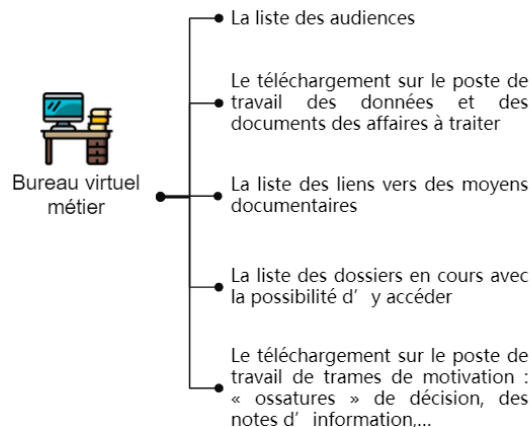 La liste des audiences
Le téléchargement sur le poste de
travail des données et des
documents des affaires à traiter
Bureau virtuel
métier
La liste des liens vers des moyens
documentaires
La liste des dossiers en cours avec
la possibilité d' y accéder
Le téléchargement sur le poste de
travail de trames de motivation :
« ossatures » de décision, des
notes d' information,...